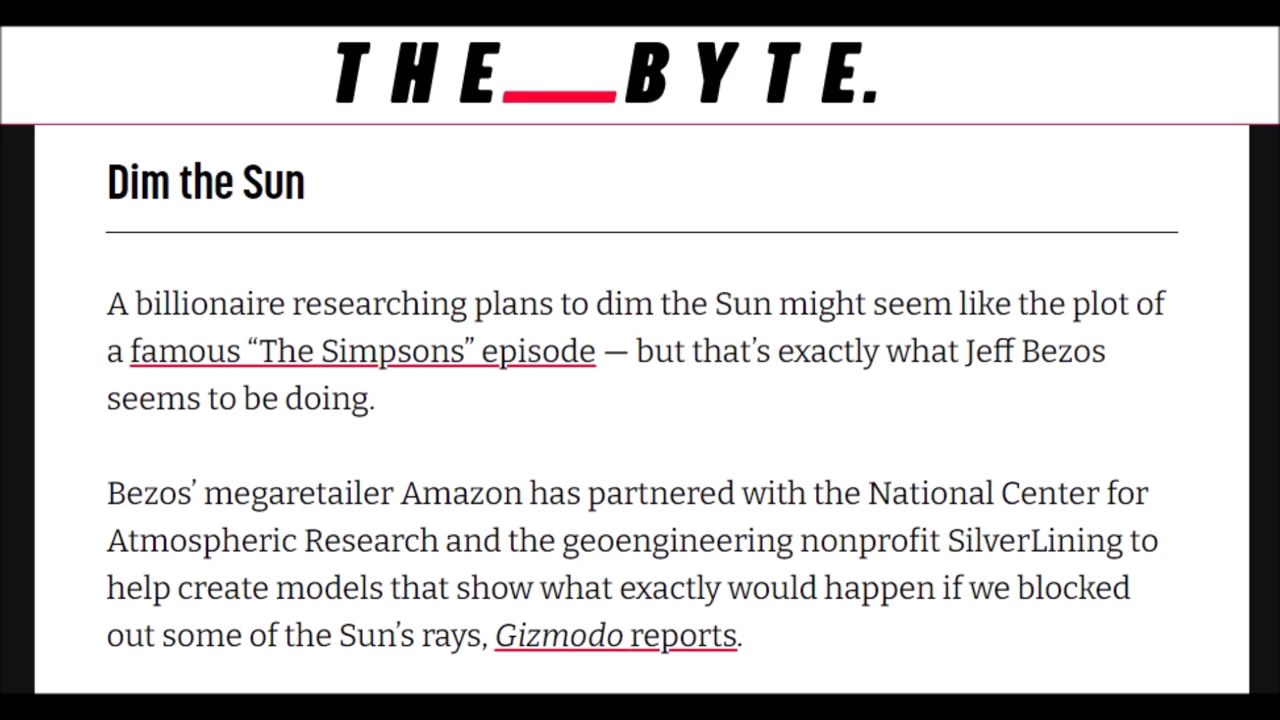 THE__BYTE.
Dim the Sun
A billionaire researching plans to dim the Sun might seem like the plot of
a famous “The Simpsons” episode — but that’s exactly what Jeff Bezos
seems to be doing.
Bezos’ megaretailer Amazon has partnered with the National Center for
Atmospheric Research and the geoengineering nonprofit SilverLining to
help create models that show what exactly would happen if we blocked
out some of the Sun’s rays, Gizmodo reports.